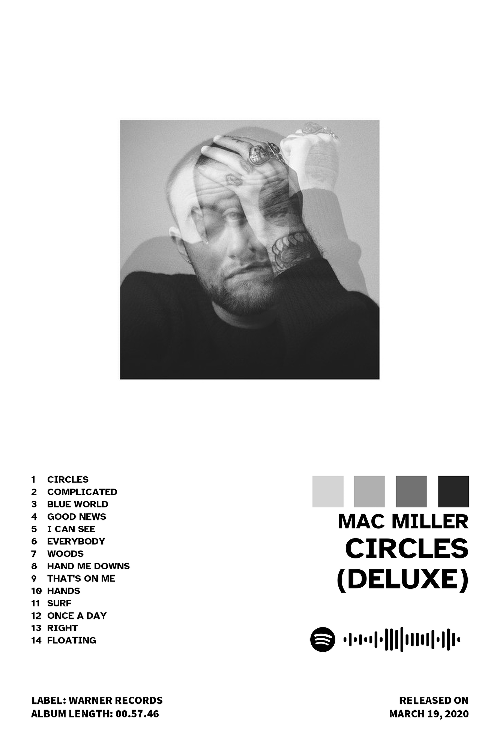 1 CIRCLES
2 COMPLICATED
3 BLUE WORLD
4 GOOD NEWS
5 I CAN SEE
6 EVERYBODY
7 WOODS
8 HAND ME DOWNS
9 THAT'S ON ME
10 HANDS
11 SURF
12 ONCE A DAY
13 RIGHT
14 FLOATING
MAC MILLER
CIRCLES
(DELUXE)
LABEL: WARNER RECORDS
ALBUM LENGTH: 00.57.46
RELEASED ON
MARCH 19, 2020